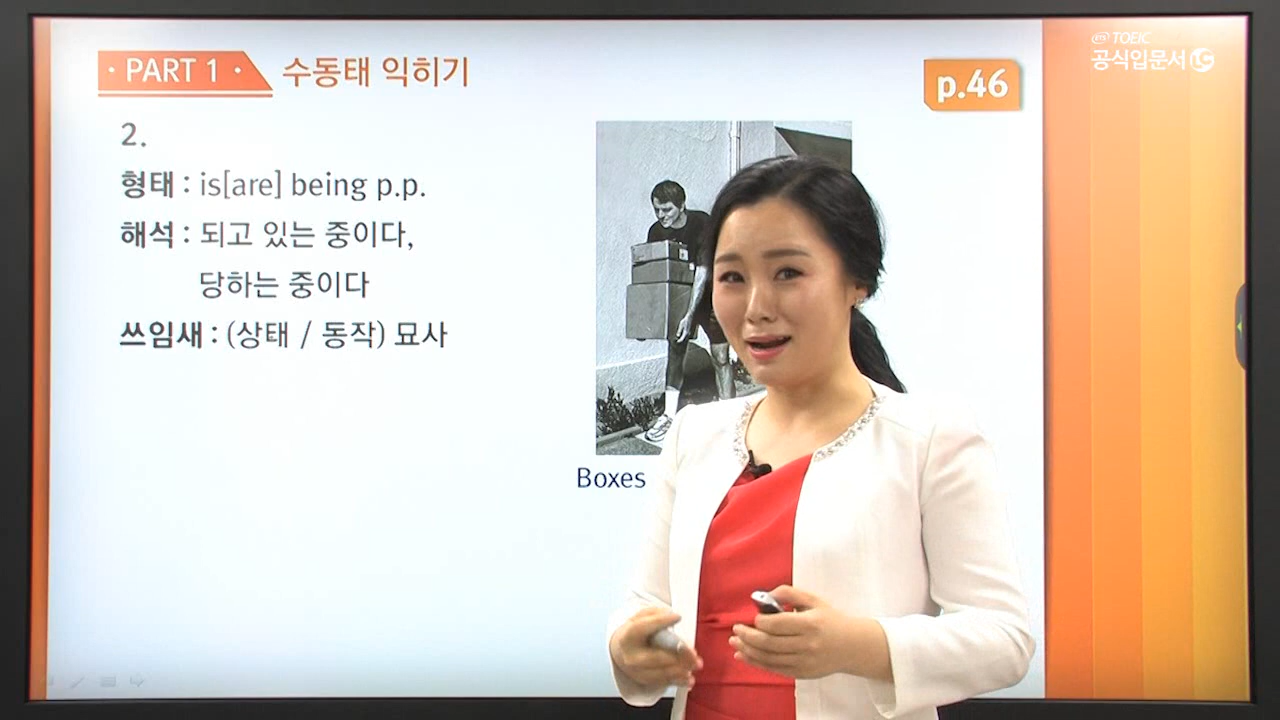 · PART 1 · 수동태 익히기
p.46
ETS TOEIC
공식입문서 LC
2.
형태 : is[are] being p.p.
해석 : 되고 있는 중이다,
당하는 중이다
쓰임새 : (상태 / 동작) 묘사
Boxes